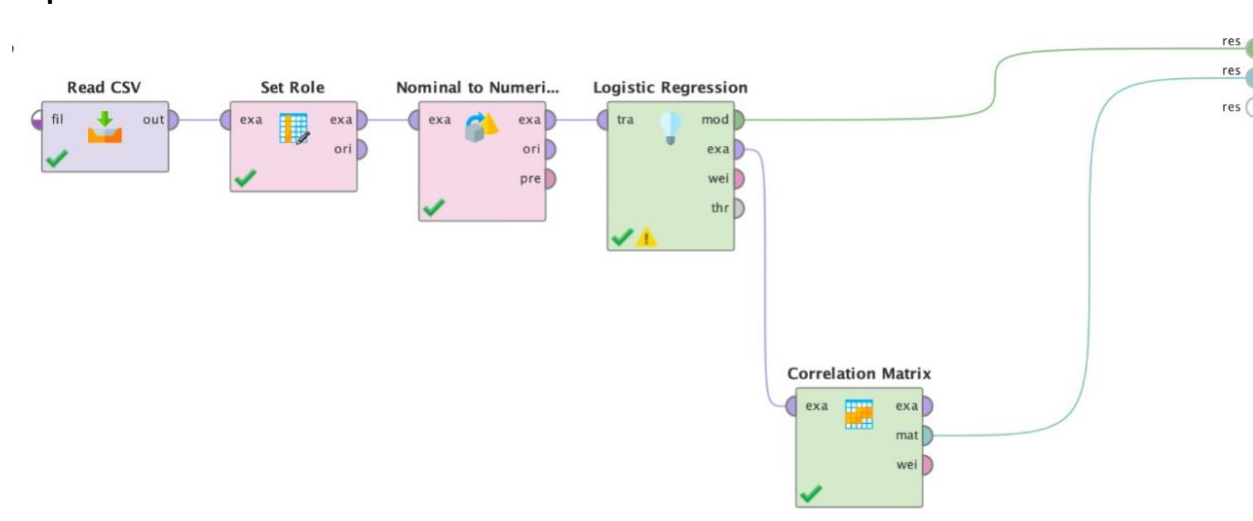 res
res
Read CSV Set Role Nominal to Numeri... Logistic Regression
res
fil out exa exa exa exa tra mod
ori ori exa
pre wei
thr
Correlation Matrix
exa exa
mat
wei